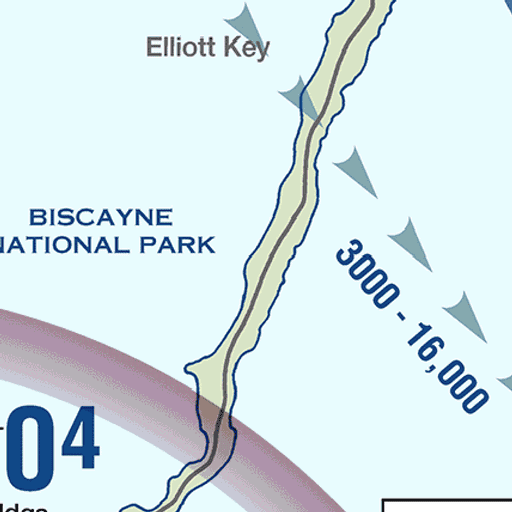 Elliott Key
BISCAYNE
NATIONAL PARK
3000 - 16,000
04